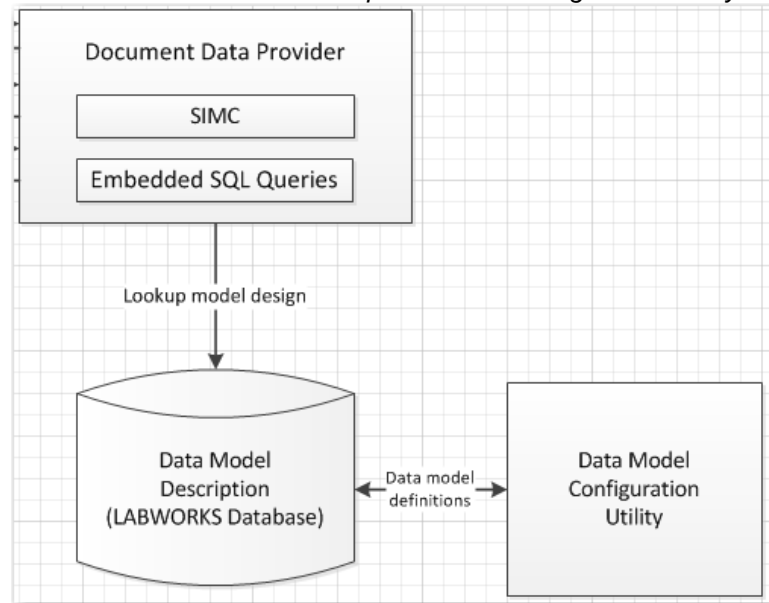 Document Data Provider
SIMC
Embedded SQL Queries
Lookup model design
Data Model
Description
(LABWORKS Database)
Data model
definitions
Data Model
Configuration
Utility